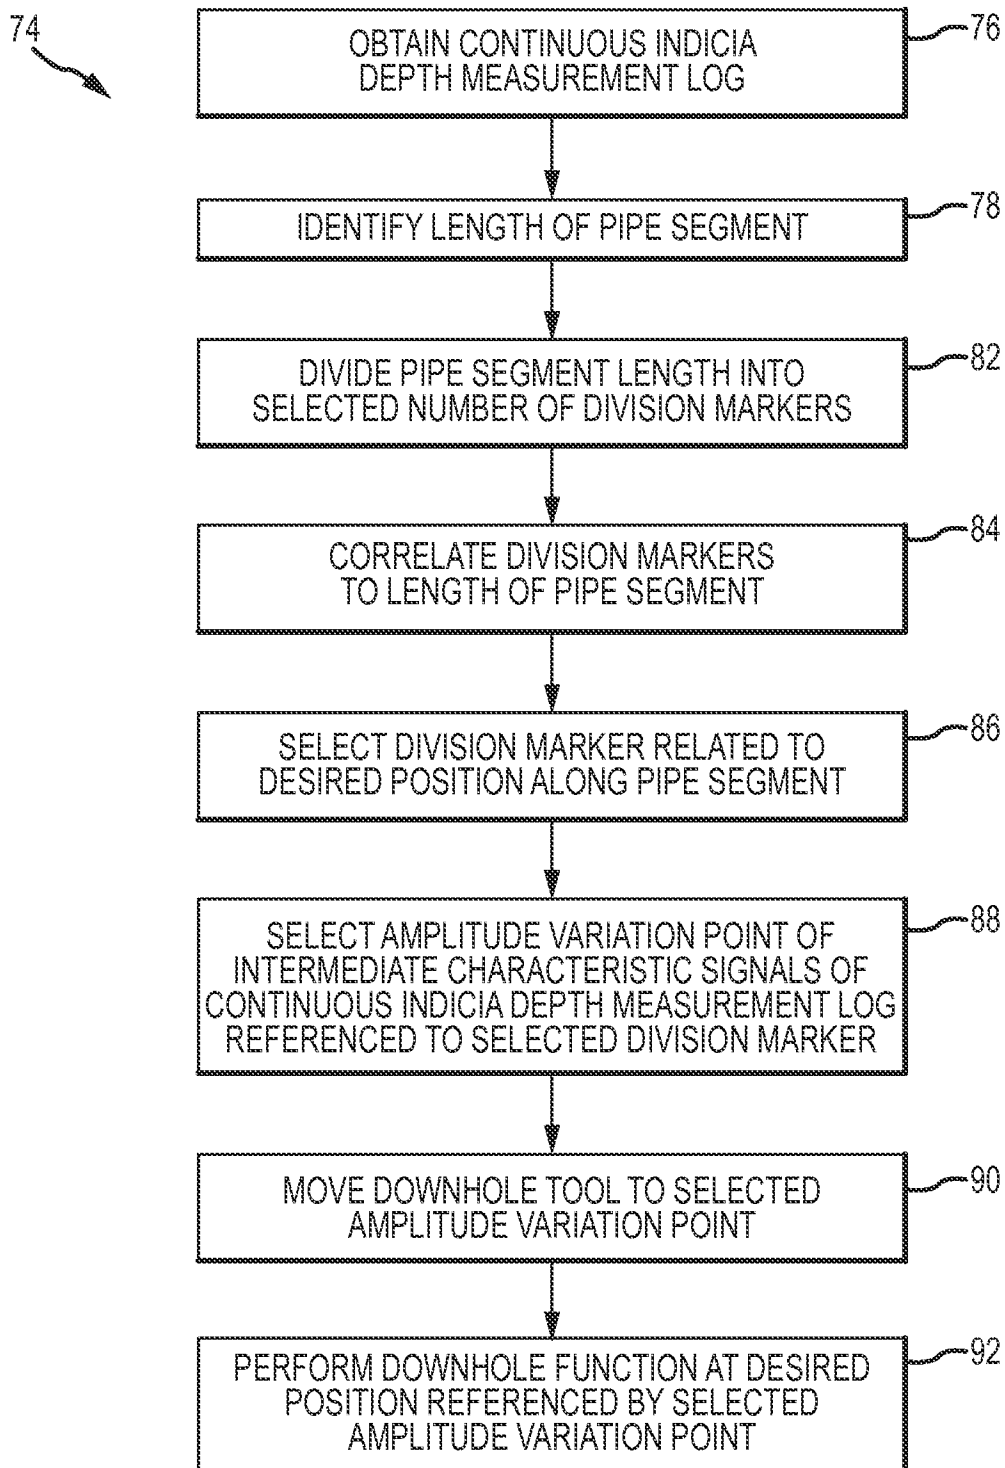 74
OBTAIN CONTINUOUS INDICIA
DEPTH MEASUREMENT LOG
76
IDENTIFY LENGTH OF PIPE SEGMENT
78
DIVIDE PIPE SEGMENT LENGTH INTO
SELECTED NUMBER OF DIVISION MARKERS
82
CORRELATE DIVISION MARKERS
TO LENGTH OF PIPE SEGMENT
84
SELECT DIVISION MARKER RELATED TO
DESIRED POSITION ALONG PIPE SEGMENT
86
SELECT AMPLITUDE VARIATION POINT OF
INTERMEDIATE CHARACTERISTIC SIGNALS OF
CONTINUOUS INDICIA DEPTH MEASUREMENT LOG
REFERENCED TO SELECTED DIVISION MARKER
88
MOVE DOWNHOLE TOOL TO SELECTED
AMPLITUDE VARIATION POINT
90
PERFORM DOWNHOLE FUNCTION AT DESIRED
POSITION REFERENCED BY SELECTED
AMPLITUDE VARIATION POINT
92